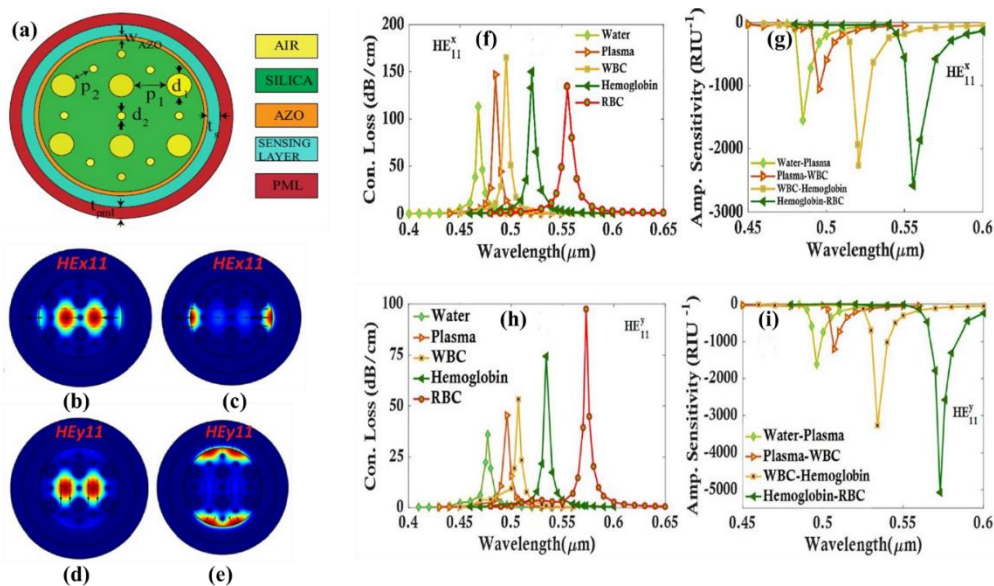 (a)
W_AZO
p_2
p_1
d_1
d_2
t_s
t_pml
AIR
SILICA
AZO
SENSING
LAYER
PML
HEx11
(b)
HEx11
(c)
HEy11
(d)
HEy11
(e)
Con. Loss (dB/cm)
200
150
100
50
0
HE^x_11
(f)
Water
Plasma
WBC
Hemoglobin
RBC
0.4 0.45 0.5 0.55 0.6 0.65
Wavelength(μm)
Amp. Sensitivity (RIU^-1)
0
-1000
-2000
-3000
(g)
HE^x_11
Water-Plasma
Plasma-WBC
WBC-Hemoglobin
Hemoglobin-RBC
0.45 0.5 0.55 0.6
Wavelength(μm)
Con. Loss (dB/cm)
100
75
50
25
0
(h)
HE^y_11
Water
Plasma
WBC
Hemoglobin
RBC
0.4 0.45 0.5 0.55 0.6 0.65
Wavelength(μm)
Amp. Sensitivity (RIU^-1)
0
-1000
-2000
-3000
-4000
-5000
(i)
HE^y_11
Water-Plasma
Plasma-WBC
WBC-Hemoglobin
Hemoglobin-RBC
0.45 0.5 0.55 0.6
Wavelength(μm)